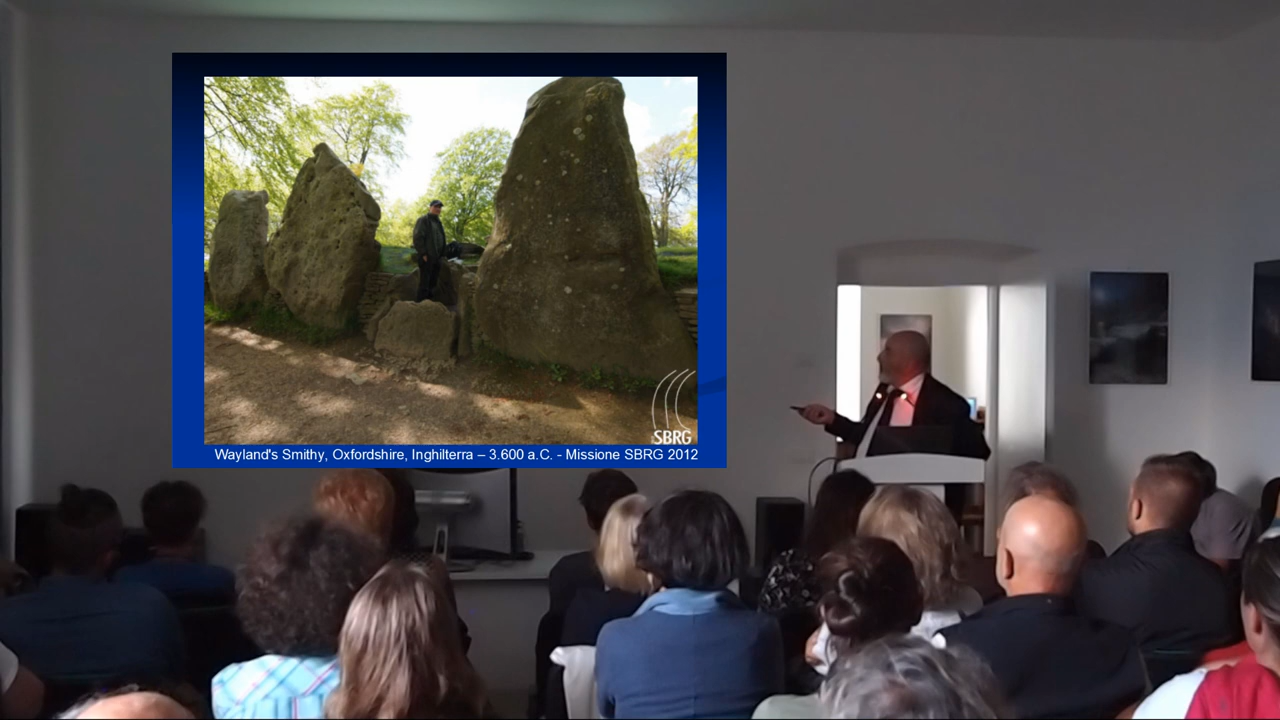 SBRG
Wayland's Smithy, Oxfordshire, Inghilterra – 3.600 a.C. - Missione SBRG 2012